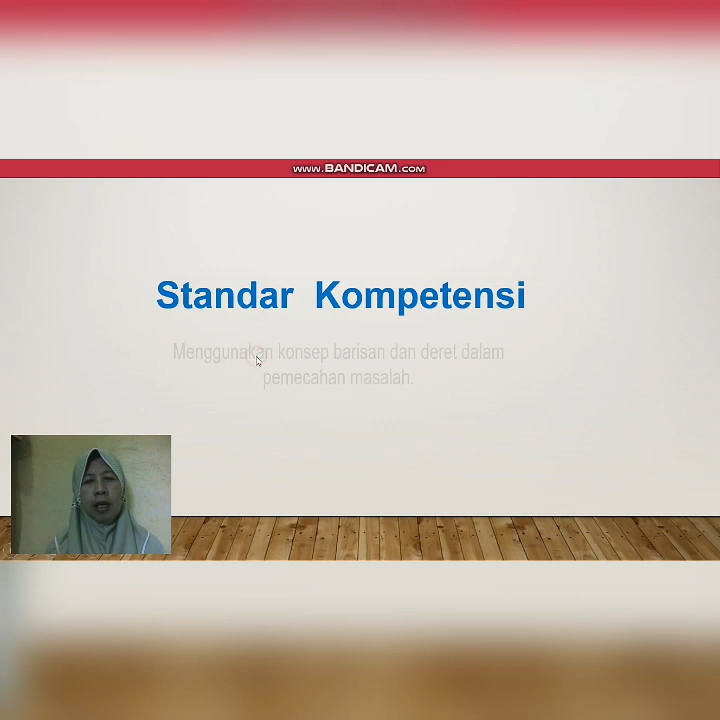 www.BANDICAM.com
Standar Kompetensi
Menggunakan konsep barisan dan deret dalam
pemecahan masalah.